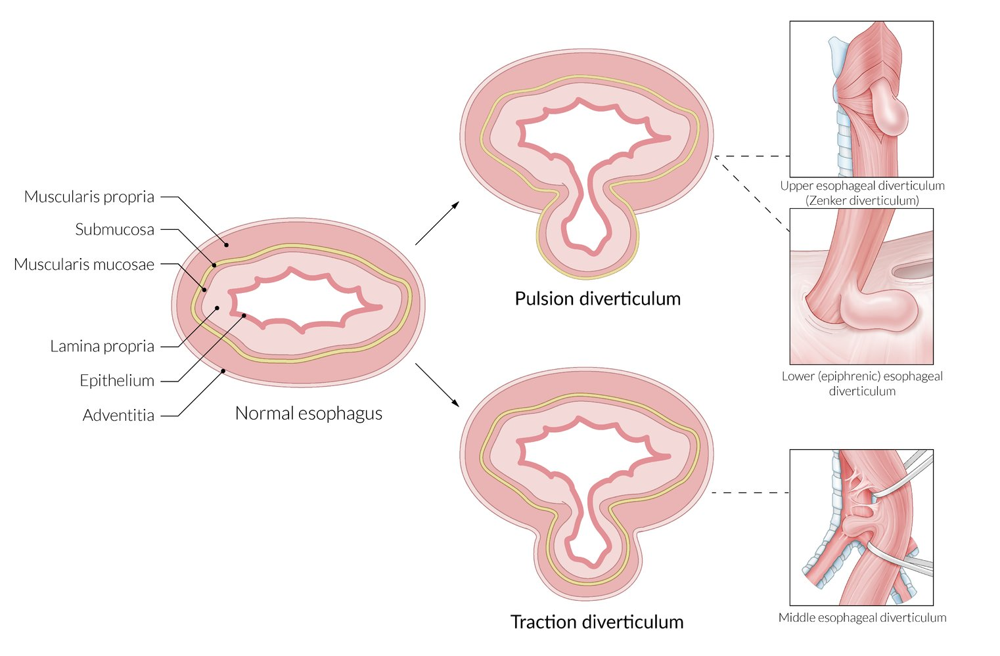 Muscularis propria
Submucosa
Muscularis mucosae
Lamina propria
Epithelium
Adventitia
Normal esophagus
Pulsion diverticulum
Traction diverticulum
Upper esophageal diverticulum
(Zenker diverticulum)
Lower (epiphrenic) esophageal
diverticulum
Middle esophageal diverticulum